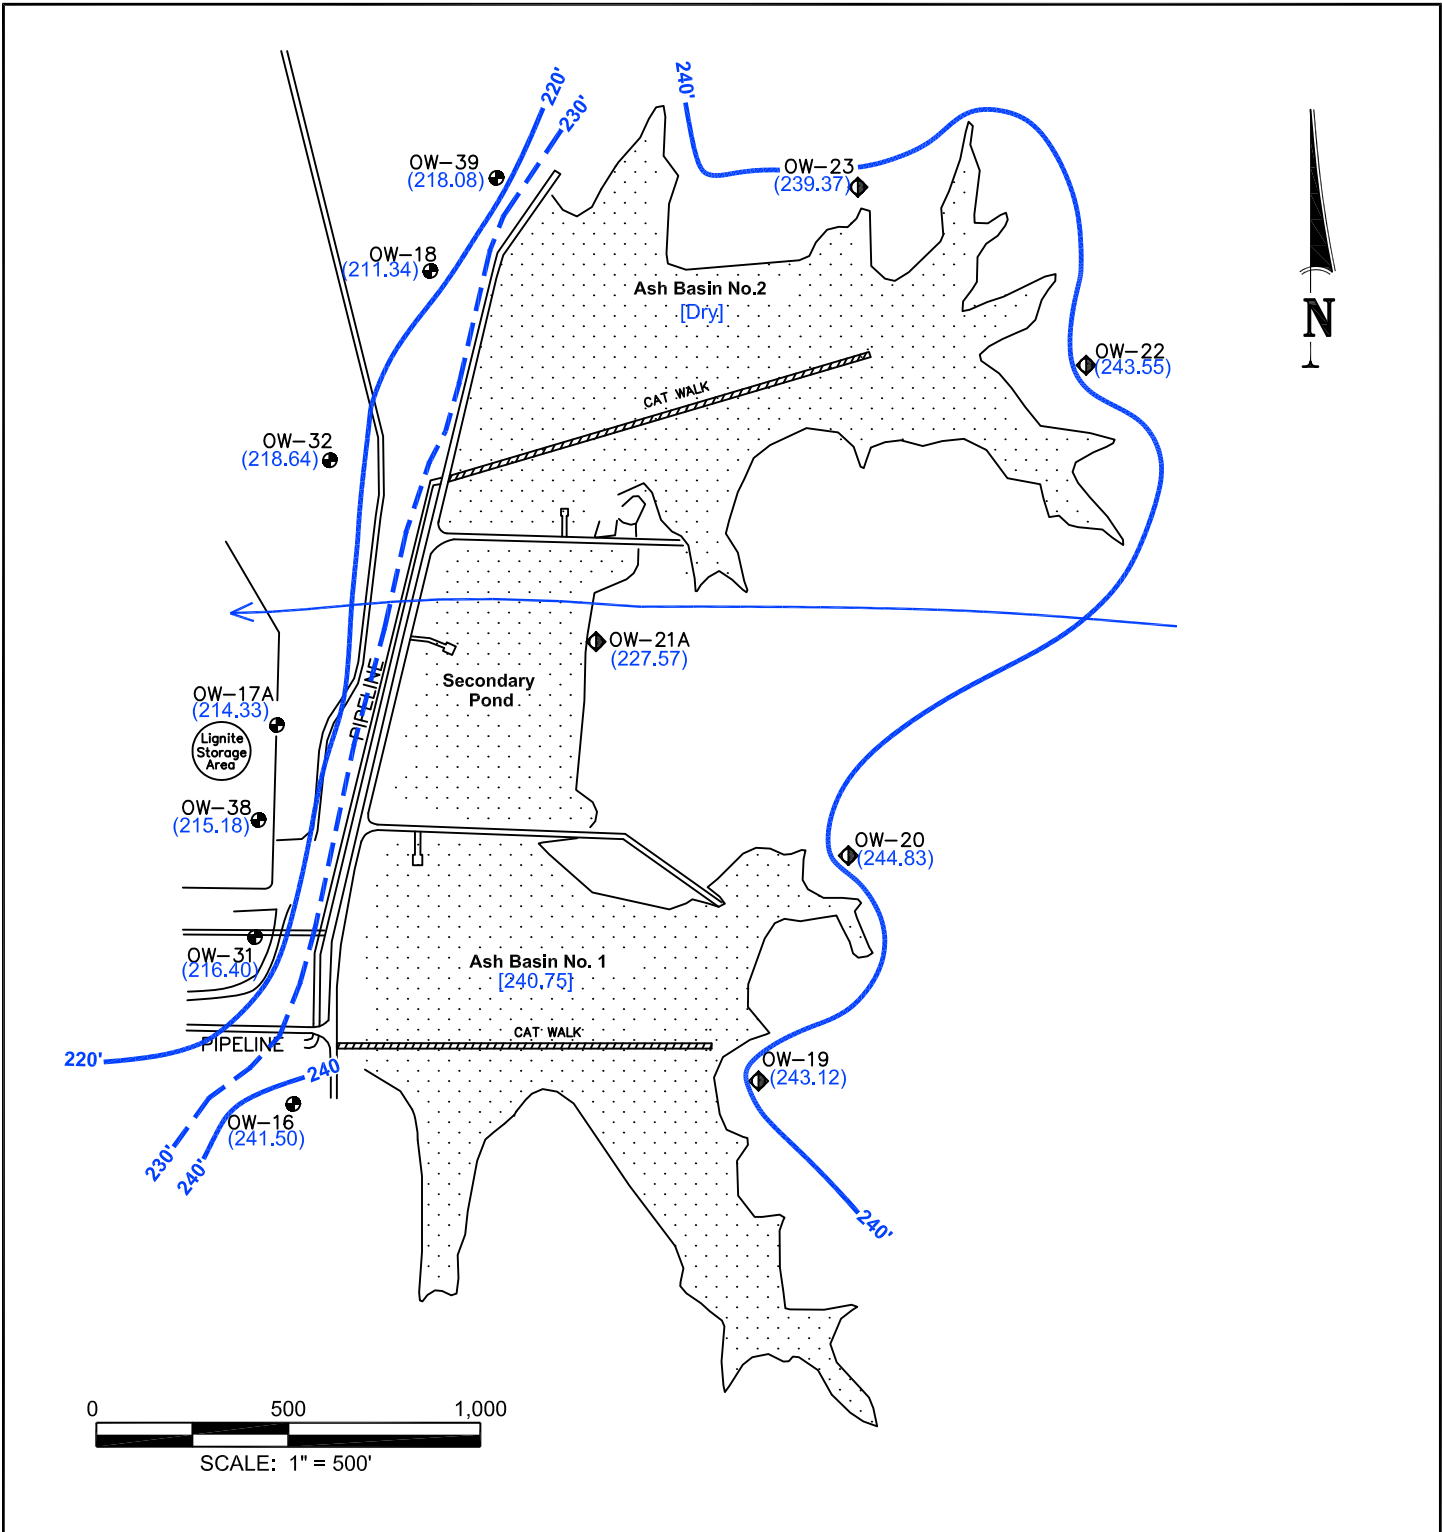 220'
230'
240'
OW-39
(218.08)
OW-23
(239.37)
OW-18
(211.34)
Ash Basin No.2
[Dry]
N
OW-22
(243.55)
CAT WALK
OW-32
(218.64)
OW-21A
(227.57)
PIPELINE
Secondary
Pond
OW-17A
(214.33)
Lignite
Storage
Area
OW-38
(215.18)
OW-20
(244.83)
OW-31
(216.40)
Ash Basin No. 1
[240.75]
CAT WALK
PIPELINE
220'
240
OW-19
(243.12)
OW-16
(241.50)
230'
240'
240'
0 500 1,000
SCALE: 1" = 500'